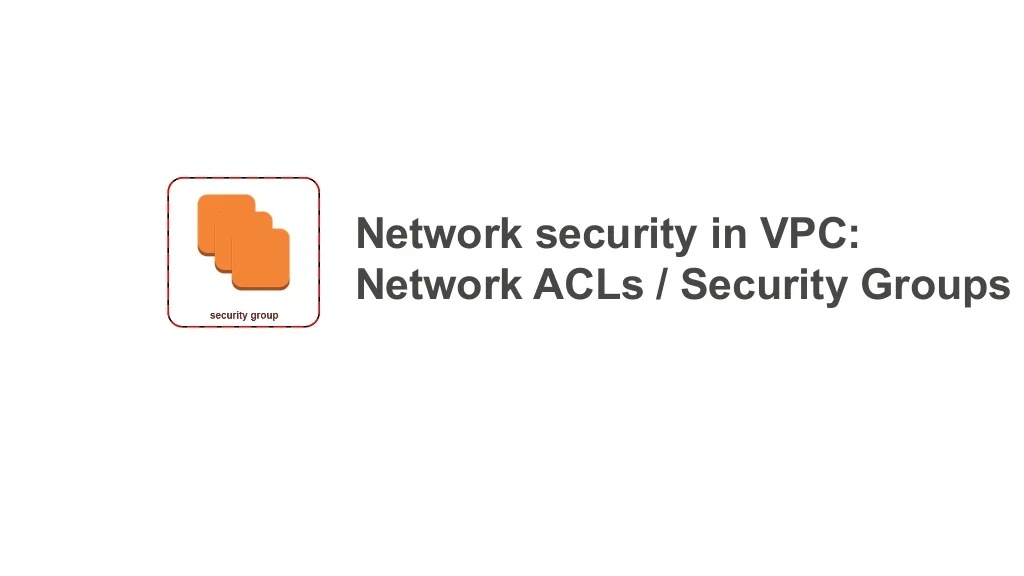 security group
Network security in VPC:
Network ACLs / Security Groups